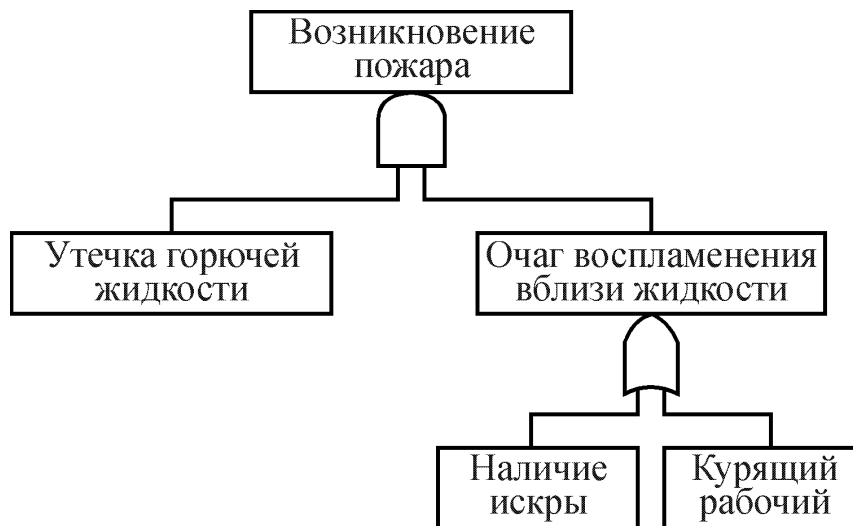 Возникновение
пожара
Утечка горючей
жидкости
Очаг воспламенения
вблизи жидкости
Наличие
искры
Курящий
рабочий